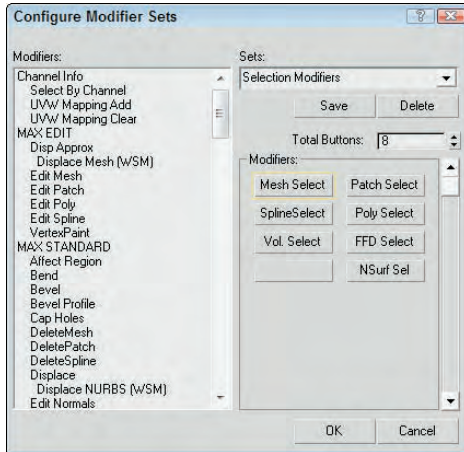 Configure Modifier Sets
Modifiers:
Channel Info
Select By Channel
UVW Mapping Add
UVW Mapping Clear
MAX EDIT
Disp Approx
Displace Mesh (WSM)
Edit Mesh
Edit Patch
Edit Poly
Edit Spline
VertexPaint
MAX STANDARD
Affect Region
Bend
Bevel
Bevel Profile
Cap Holes
DeleteMesh
DeletePatch
DeleteSpline
Displace
Displace NURBS (WSM)
Edit Normals
Sets:
Selection Modifiers
Save Delete
Total Buttons: 8
Modifiers:
Mesh Select Patch Select
SplineSelect Poly Select
Vol. Select FFD Select
NSurf Sel
OK Cancel